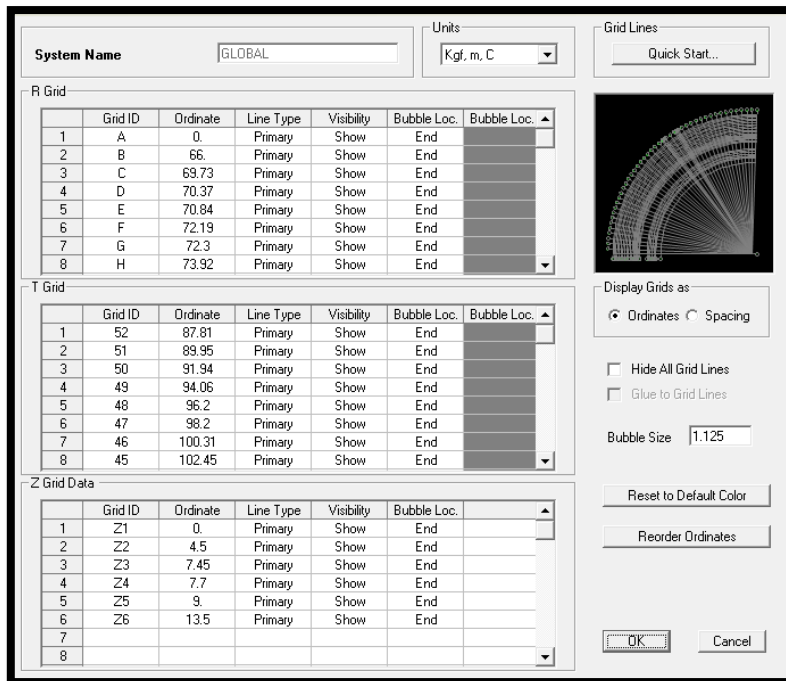 Units
Grid Lines
System Name GLOBAL Kgf, m, C Quick Start...
R Grid
Grid ID Ordinate Line Type Visibility Bubble Loc. Bubble Loc.
1 A 0. Primary Show End
2 B 66. Primary Show End
3 C 69.73 Primary Show End
4 D 70.37 Primary Show End
5 E 70.84 Primary Show End
6 F 72.19 Primary Show End
7 G 72.3 Primary Show End
8 H 73.92 Primary Show End
T Grid
Grid ID Ordinate Line Type Visibility Bubble Loc. Bubble Loc.
1 52 87.81 Primary Show End
2 51 89.95 Primary Show End
3 50 91.94 Primary Show End
4 49 94.06 Primary Show End
5 48 96.2 Primary Show End
6 47 98.2 Primary Show End
7 46 100.31 Primary Show End
8 45 102.45 Primary Show End
Z Grid Data
Grid ID Ordinate Line Type Visibility Bubble Loc.
1 Z1 0. Primary Show End
2 Z2 4.5 Primary Show End
3 Z3 7.45 Primary Show End
4 Z4 7.7 Primary Show End
5 Z5 9. Primary Show End
6 Z6 13.5 Primary Show End
7
8
Display Grids as
Ordinates Spacing
Hide All Grid Lines
Glue to Grid Lines
Bubble Size 1.125
Reset to Default Color
Reorder Ordinates
OK Cancel